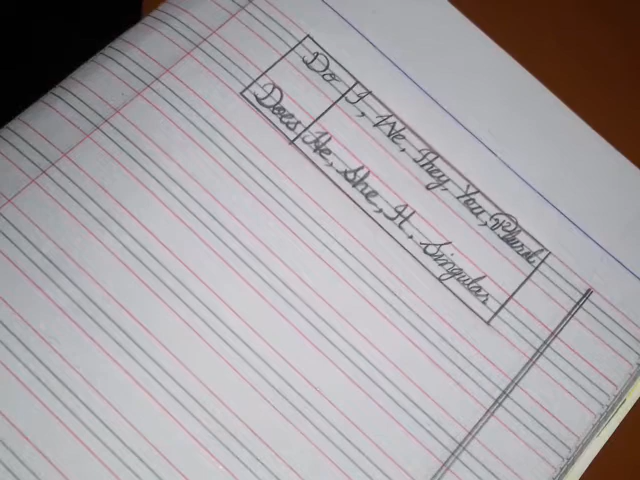 Do I, We, They, You, Plural
Does He, She, It, Singular